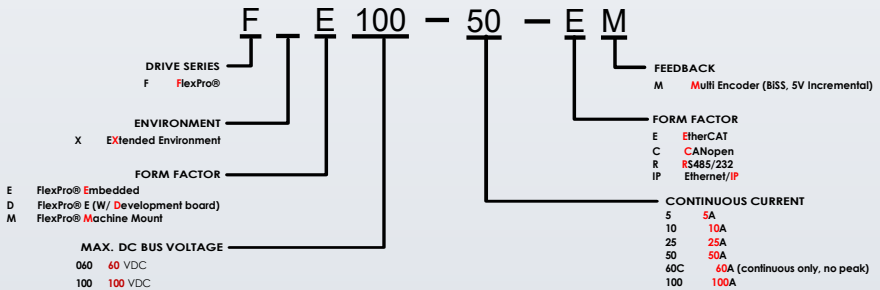 F _ E 100 - 50 - E M
DRIVE SERIES
F FlexPro®
ENVIRONMENT
X EXtended Environment
FORM FACTOR
E FlexPro® Embedded
D FlexPro® E (W/ Development board)
M FlexPro® Machine Mount
MAX. DC BUS VOLTAGE
060 60 VDC
100 100 VDC
FEEDBACK
M Multi Encoder (BiSS, 5V Incremental)
FORM FACTOR
E EtherCAT
C CANopen
R RS485/232
IP Ethernet/IP
CONTINUOUS CURRENT
5 5A
10 10A
25 25A
50 50A
60C 60A (continuous only, no peak)
100 100A